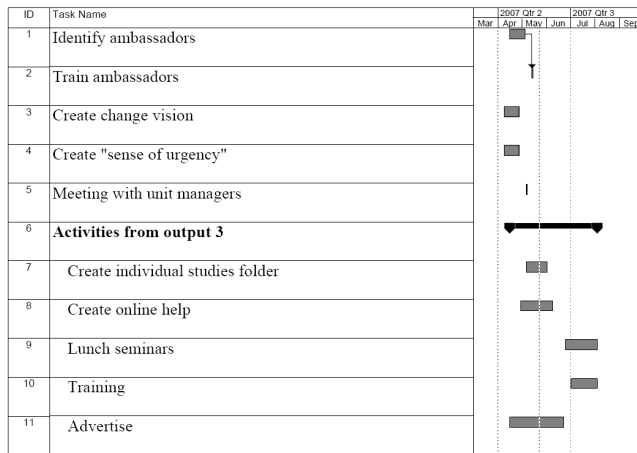 ID Task Name 2007 Qtr 2 2007 Qtr 3
Mar Apr May Jun Jul Aug Sep
1 Identify ambassadors
2 Train ambassadors
3 Create change vision
4 Create "sense of urgency"
5 Meeting with unit managers
6 Activities from output 3
7 Create individual studies folder
8 Create online help
9 Lunch seminars
10 Training
11 Advertise